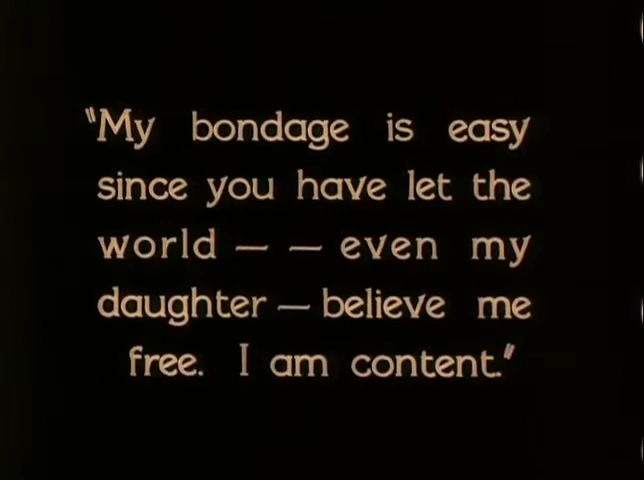 "My bondage is easy
since you have let the
world — — even my
daughter — believe me
free. I am content."